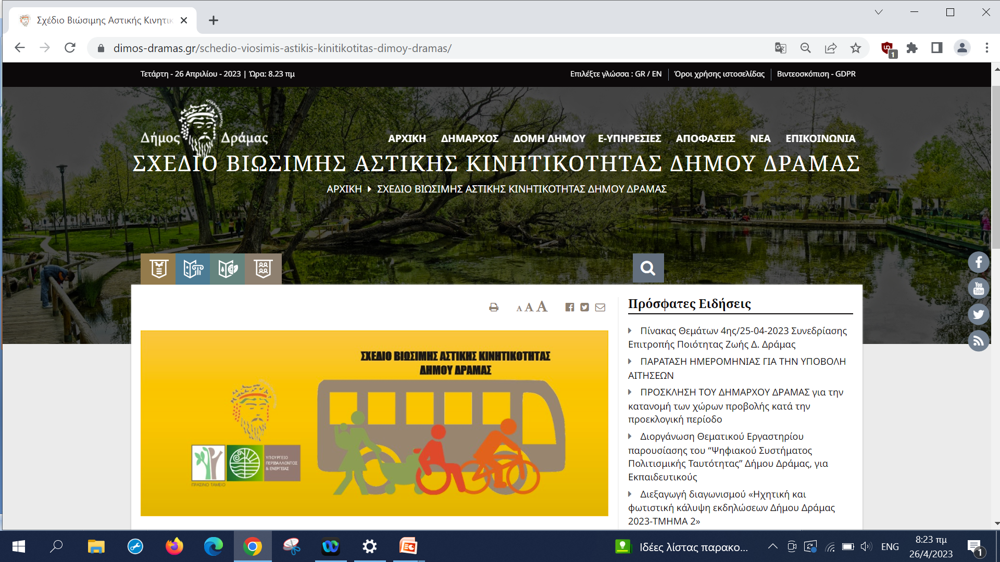 Σχέδιο Βιώσιμης Αστικής Κινητικ
dimos-dramas.gr/schedio-viosimis-astikis-kinitikotitas-dimoy-dramas/
1
Τετάρτη - 26 Απριλίου - 2023 | Ώρα: 8.23 πμ
Επιλέξτε γλώσσα : GR / EN
Όροι χρήσης ιστοσελίδας
Βιντεοσκόπιση - GDPR
Δήμος Δράμας
ΑΡΧΙΚΗ ΔΗΜΑΡΧΟΣ ΔΟΜΗ ΔΗΜΟΥ Ε-ΥΠΗΡΕΣΙΕΣ ΑΠΟΦΑΣΕΙΣ ΝΕΑ ΕΠΙΚΟΙΝΩΝΙΑ
ΣΧΕΔΙΟ ΒΙΩΣΙΜΗΣ ΑΣΤΙΚΗΣ ΚΙΝΗΤΙΚΟΤΗΤΑΣ ΔΗΜΟΥ ΔΡΑΜΑΣ
ΑΡΧΙΚΗ ΣΧΕΔΙΟ ΒΙΩΣΙΜΗΣ ΑΣΤΙΚΗΣ ΚΙΝΗΤΙΚΟΤΗΤΑΣ ΔΗΜΟΥ ΔΡΑΜΑΣ
You Tube
A A A
ΣΧΕΔΙΟ ΒΙΩΣΙΜΗΣ ΑΣΤΙΚΗΣ ΚΙΝΗΤΙΚΟΤΗΤΑΣ
ΔΗΜΟΥ ΔΡΑΜΑΣ
ΥΠΟΥΡΓΕΙΟ
ΠΕΡΙΒΑΛΛΟΝΤΟΣ
& ΕΝΕΡΓΕΙΑΣ
ΠΡΑΣΙΝΟ ΤΑΜΕΙΟ
Πρόσφατες Ειδήσεις
Πίνακας Θεμάτων 4ης/25-04-2023 Συνεδρίασης
Επιτροπής Ποιότητας Ζωής Δ. Δράμας
ΠΑΡΑΤΑΣΗ ΗΜΕΡΟΜΗΝΙΑΣ ΓΙΑ ΤΗΝ ΥΠΟΒΟΛΗ
ΑΙΤΗΣΕΩΝ
ΠΡΟΣΚΛΗΣΗ ΤΟΥ ΔΗΜΑΡΧΟΥ ΔΡΑΜΑΣ για την
κατανομή των χώρων προβολής κατά την
προεκλογική περίοδο
Διοργάνωση Θεματικού Εργαστηρίου
παρουσίασης του “Ψηφιακού Συστήματος
Πολιτισμικής Ταυτότητας” Δήμου Δράμας, για
Εκπαιδευτικούς
Διεξαγωγή διαγωνισμού «Ηχητική και
φωτιστική κάλυψη εκδηλώσεων Δήμου Δράμας
2023-ΤΜΗΜΑ 2»
Ιδέες λίστας παρακο...
ENG
8:23 πμ
26/4/2023
1